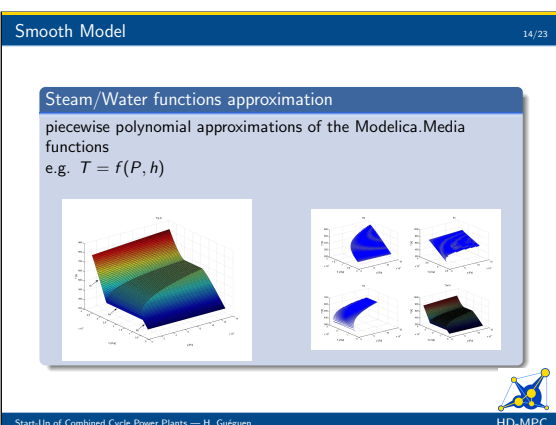 Smooth Model
14/23
Steam/Water functions approximation
piecewise polynomial approximations of the Modelica.Media
functions
e.g. T = f(P, h)
Start-Up of Combined Cycle Power Plants — H. Guéguen
HD-MPC